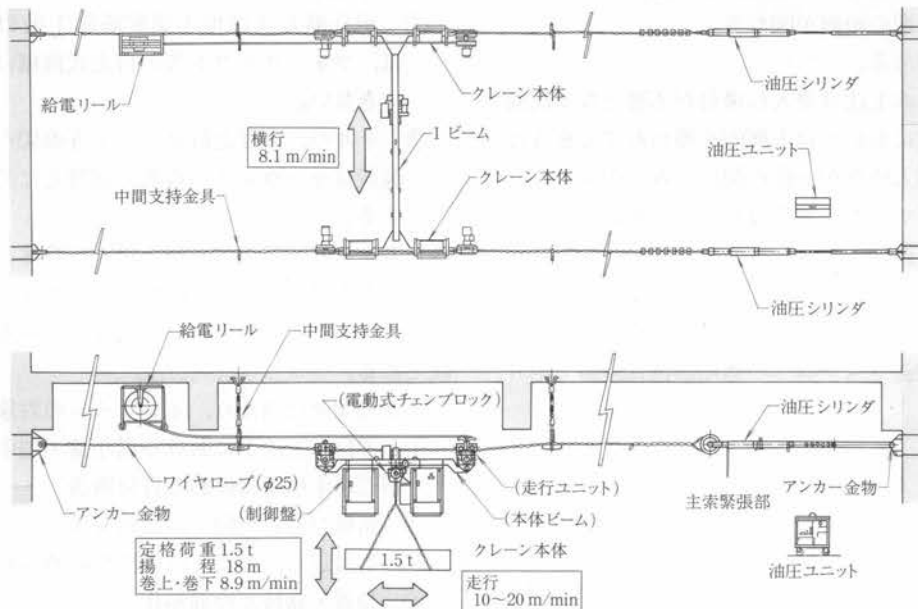 給電リール
クレーン本体
油圧シリンダ
横行
8.1 m/min
Iビーム
油圧ユニット
中間支持金具
クレーン本体
油圧シリンダ
給電リール
中間支持金具
(電動式チェンブロック)
油圧シリンダ
ワイヤロープ(φ25)
(走行ユニット)
主索緊張部
アンカー金物
アンカー金物
(制御盤)
(本体ビーム)
定格荷重 1.5 t
揚程 18 m
巻上・巻下 8.9 m/min
1.5 t
クレーン本体
走行
10~20 m/min
油圧ユニット